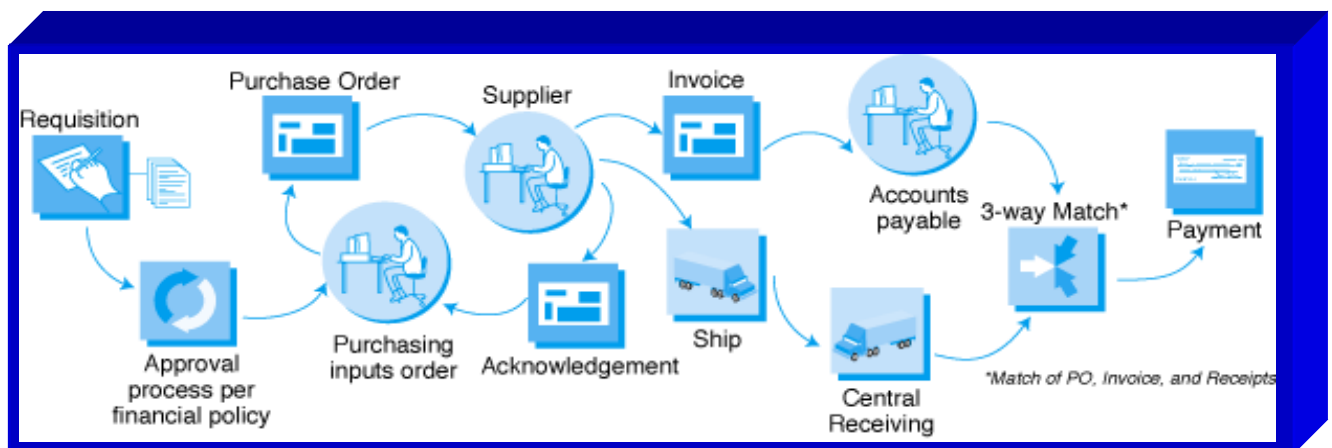 Requisition
Approval
process per
financial policy
Purchasing
inputs order
Purchase Order
Supplier
Acknowledgement
Invoice
Ship
Accounts
payable
Central
Receiving
3-way Match*
Payment
*Match of PO, Invoice, and Receipts